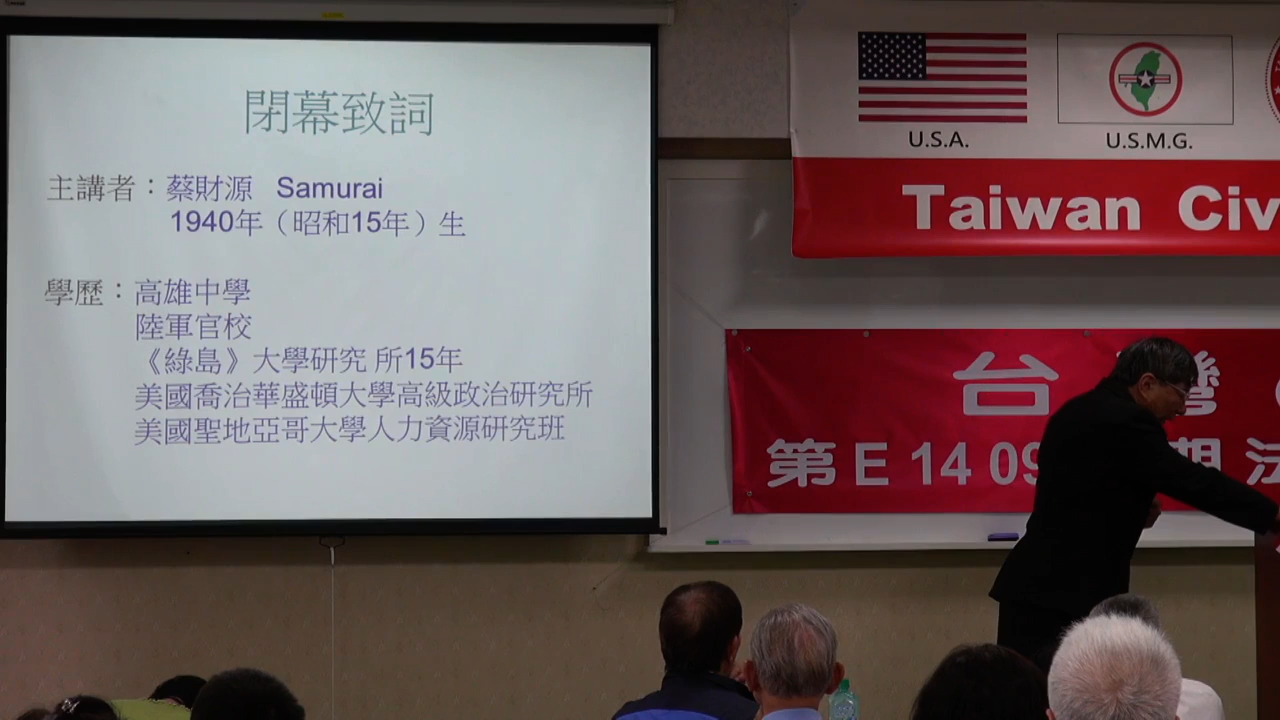 閉幕致詞
主講者：蔡財源 Samurai
1940年（昭和15年）生
學歷：高雄中學
陸軍官校
《綠島》大學研究 所15年
美國喬治華盛頓大學高級政治研究所
美國聖地亞哥大學人力資源研究班
U.S.A.
U.S.M.G.
Taiwan Civ
台 灣
第 E 14 09 期 法